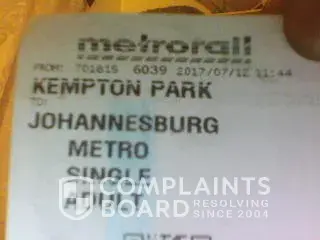 metrorail
FROM: 701815 6039 2017/07/12 11:44
KEMPTON PARK
TO:
JOHANNESBURG
METRO
SINGLE
COMPLAINTS
BOARD
RESOLVING
SINCE 2004